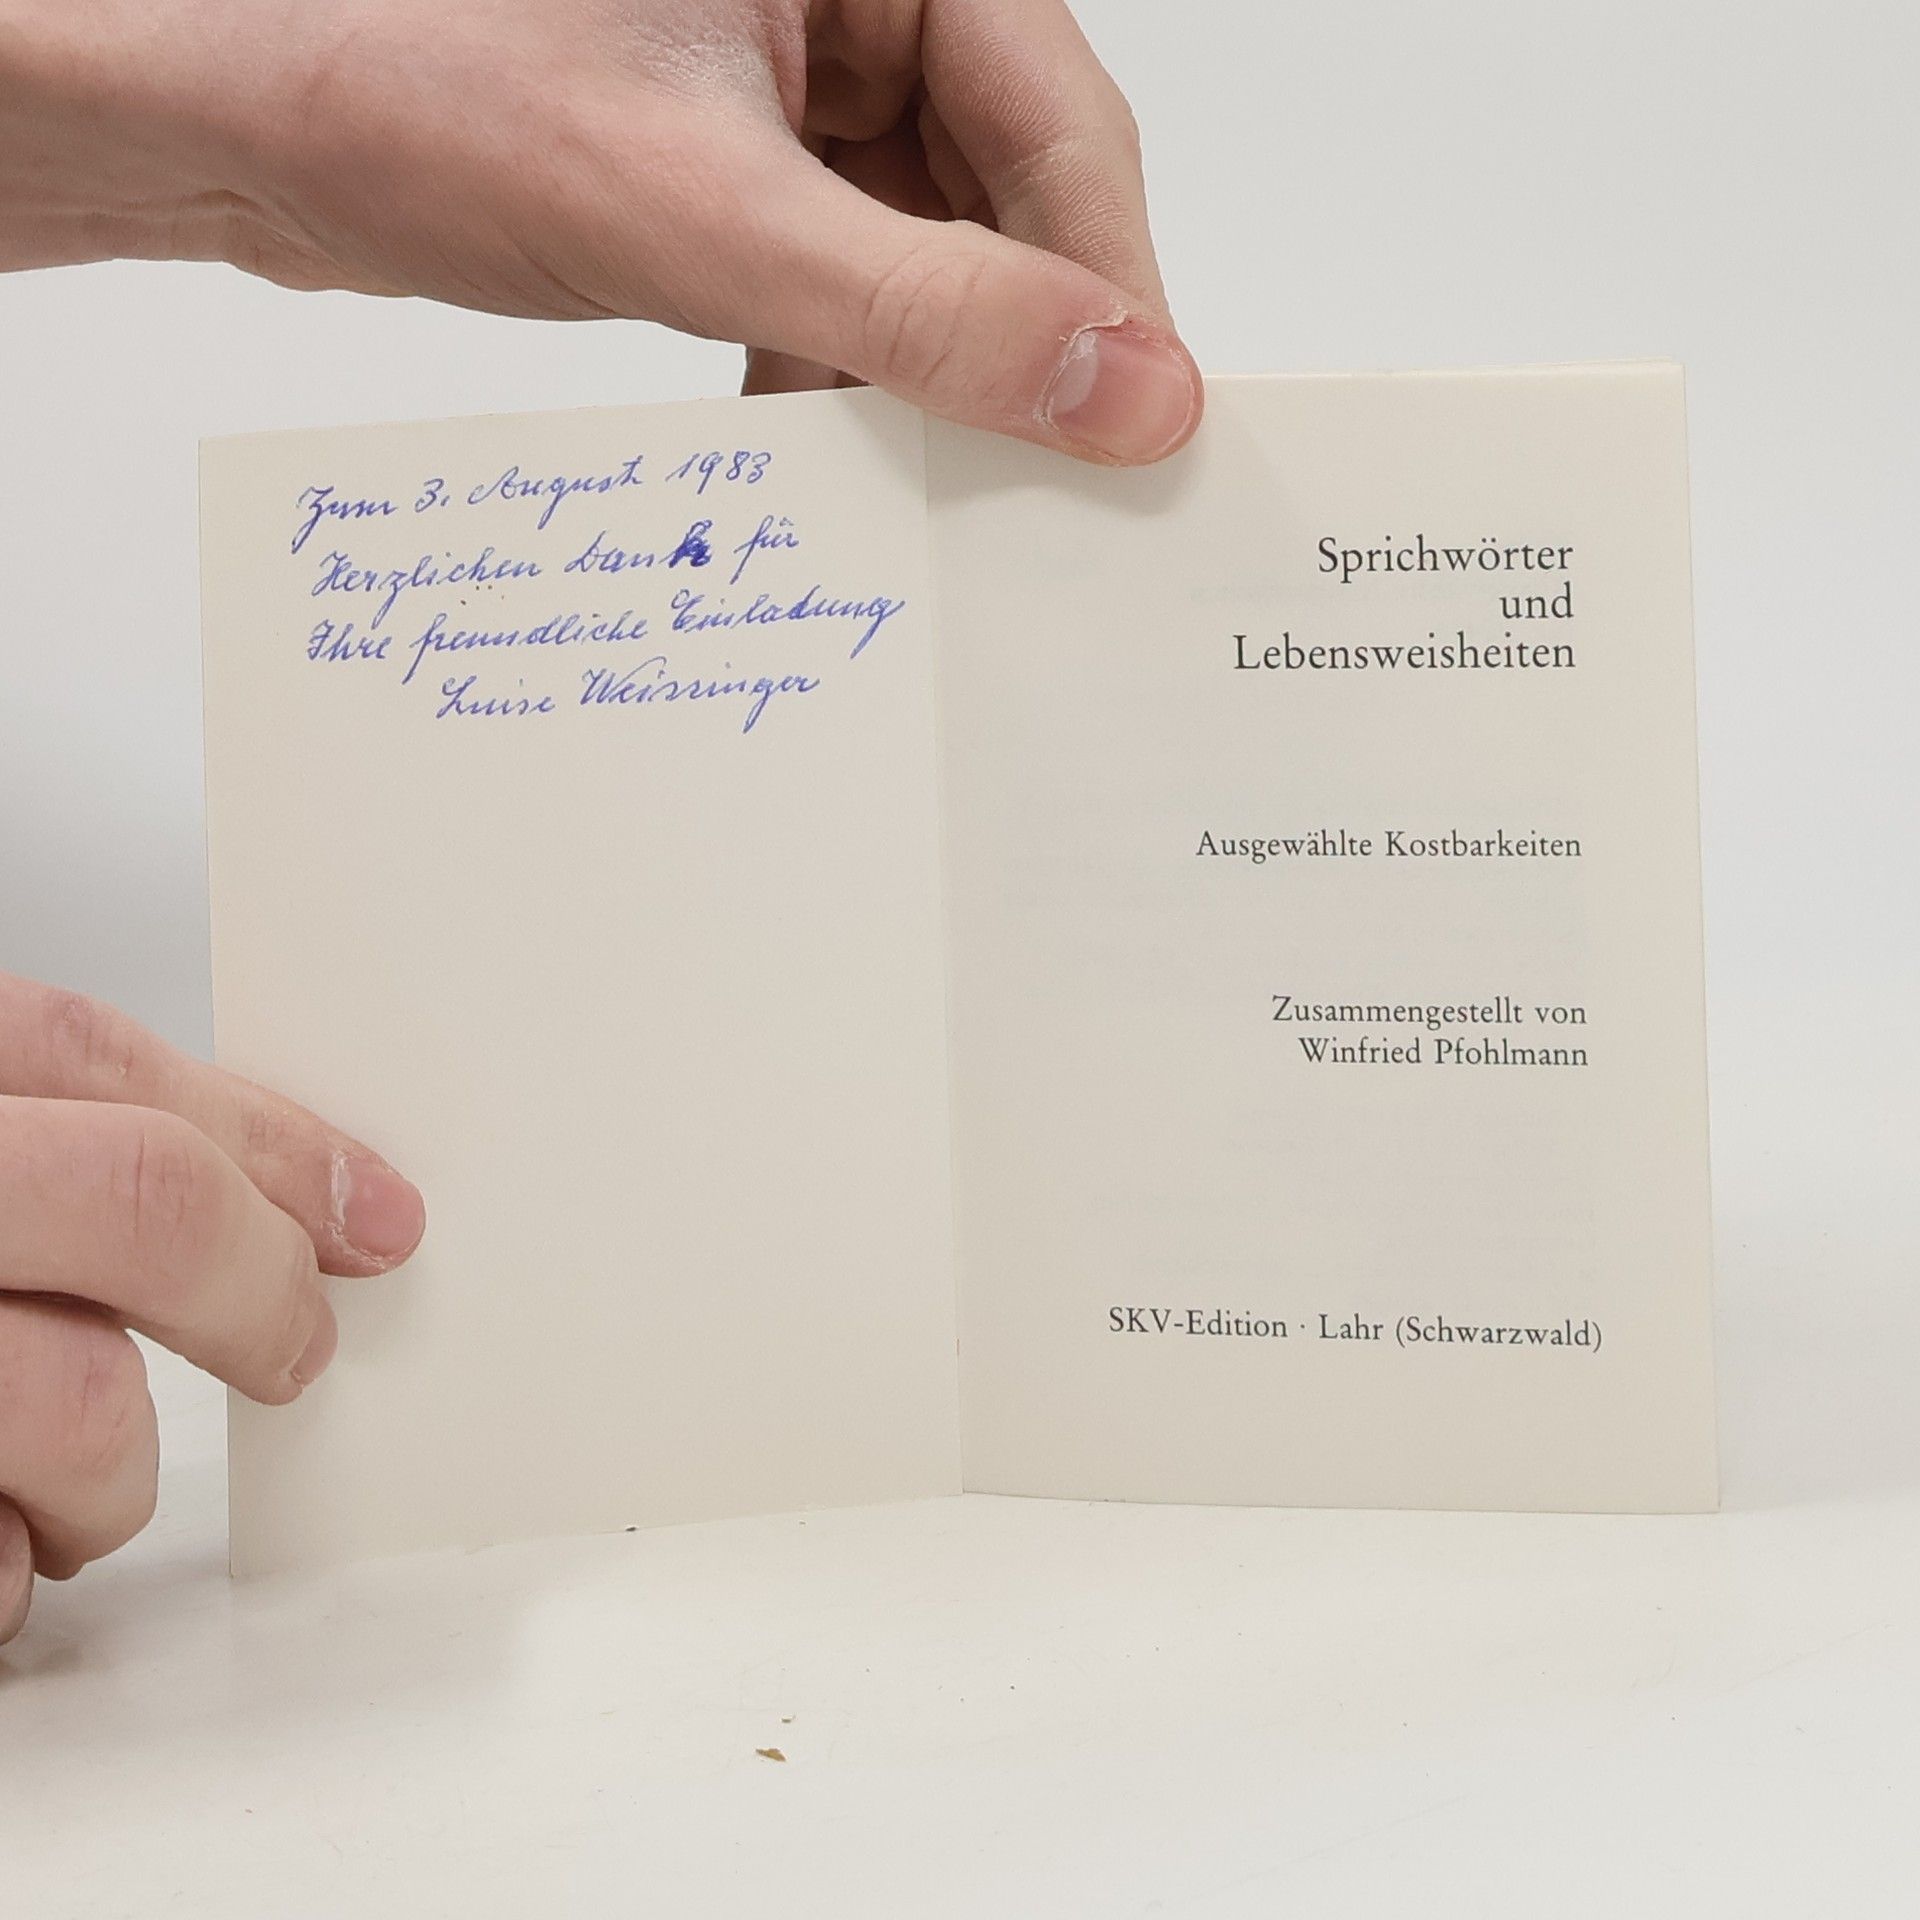 Zum 3. August 1983
Herzlichen Dank für
Ihre freundliche Einladung
Luise Weissinger
Sprichwörter
und
Lebensweisheiten
Ausgewählte Kostbarkeiten
Zusammengestellt von
Winfried Pfohlmann
SKV-Edition · Lahr (Schwarzwald)